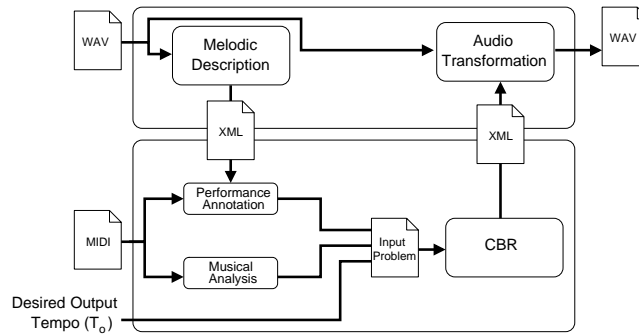 WAV
Melodic
Description
Audio
Transformation
WAV
XML
XML
MIDI
Performance
Annotation
Musical
Analysis
Input
Problem
CBR
Desired Output
Tempo (T_o)